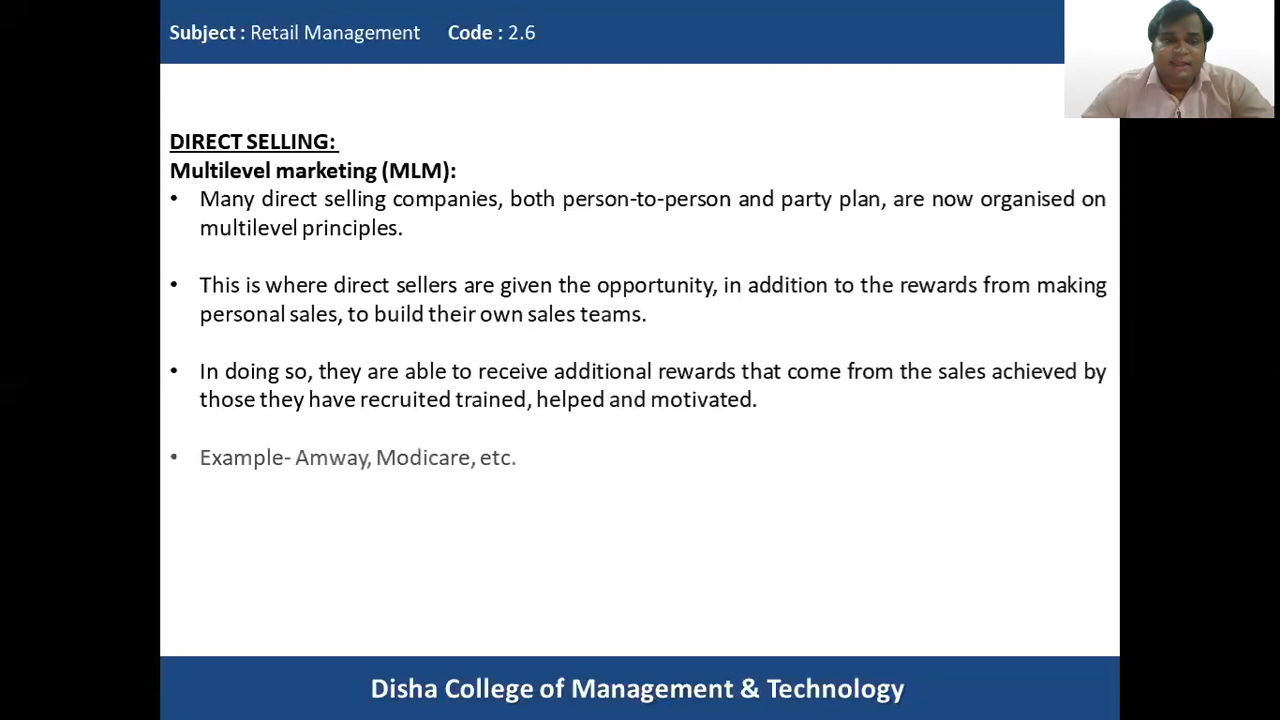 Subject : Retail Management Code : 2.6
DIRECT SELLING:
Multilevel marketing (MLM):
• Many direct selling companies, both person-to-person and party plan, are now organised on
multilevel principles.
• This is where direct sellers are given the opportunity, in addition to the rewards from making
personal sales, to build their own sales teams.
• In doing so, they are able to receive additional rewards that come from the sales achieved by
those they have recruited trained, helped and motivated.
• Example- Amway, Modicare, etc.
Disha College of Management & Technology